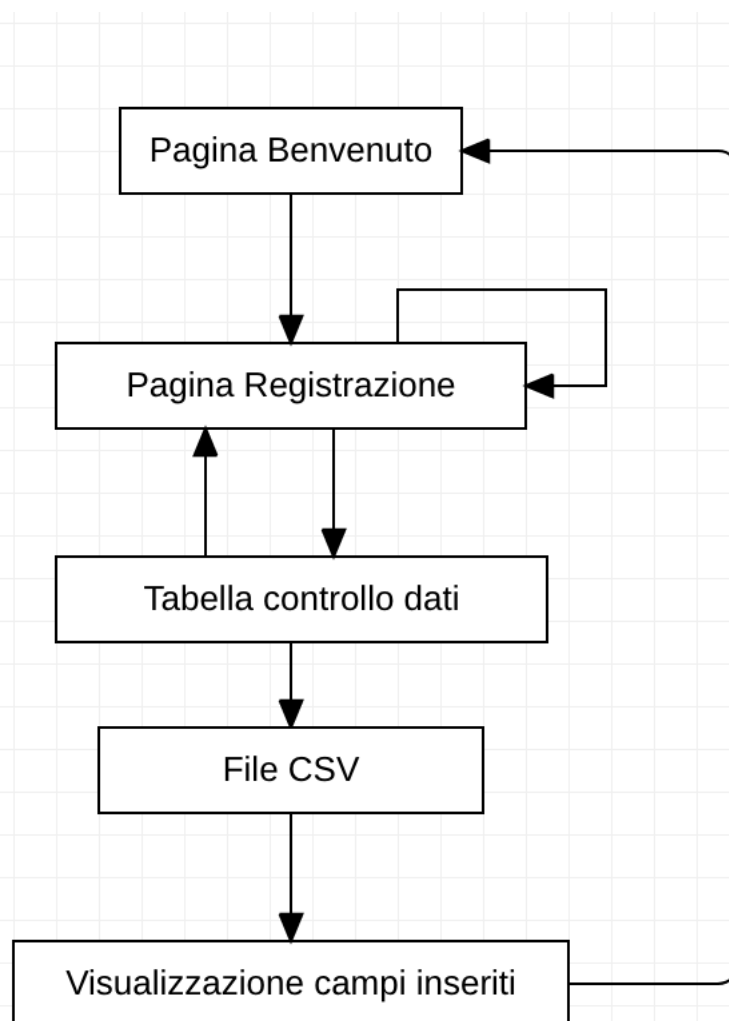 Pagina Benvenuto
Pagina Registrazione
Tabella controllo dati
File CSV
Visualizzazione campi inseriti